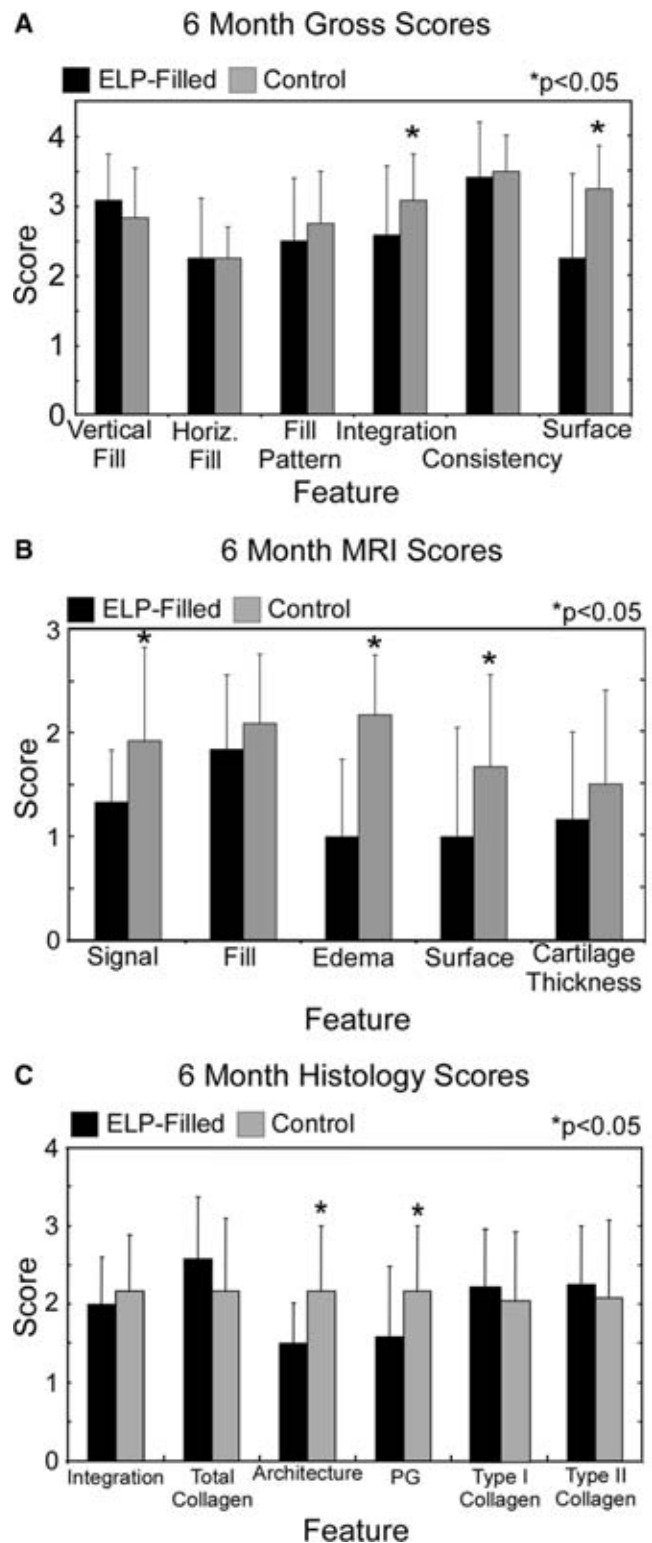 A 6 Month Gross Scores
ELP-Filled Control *p<0.05
4
3
2
1
0
Score
* *
Vertical Fill Horiz. Fill Fill Pattern Integration Consistency Surface
Feature
B 6 Month MRI Scores
ELP-Filled Control *p<0.05
3
2
1
0
Score
* * *
Signal Fill Edema Surface Cartilage Thickness
Feature
C 6 Month Histology Scores
ELP-Filled Control *p<0.05
4
3
2
1
0
Score
* *
Integration Total Collagen Architecture PG Type I Collagen Type II Collagen
Feature